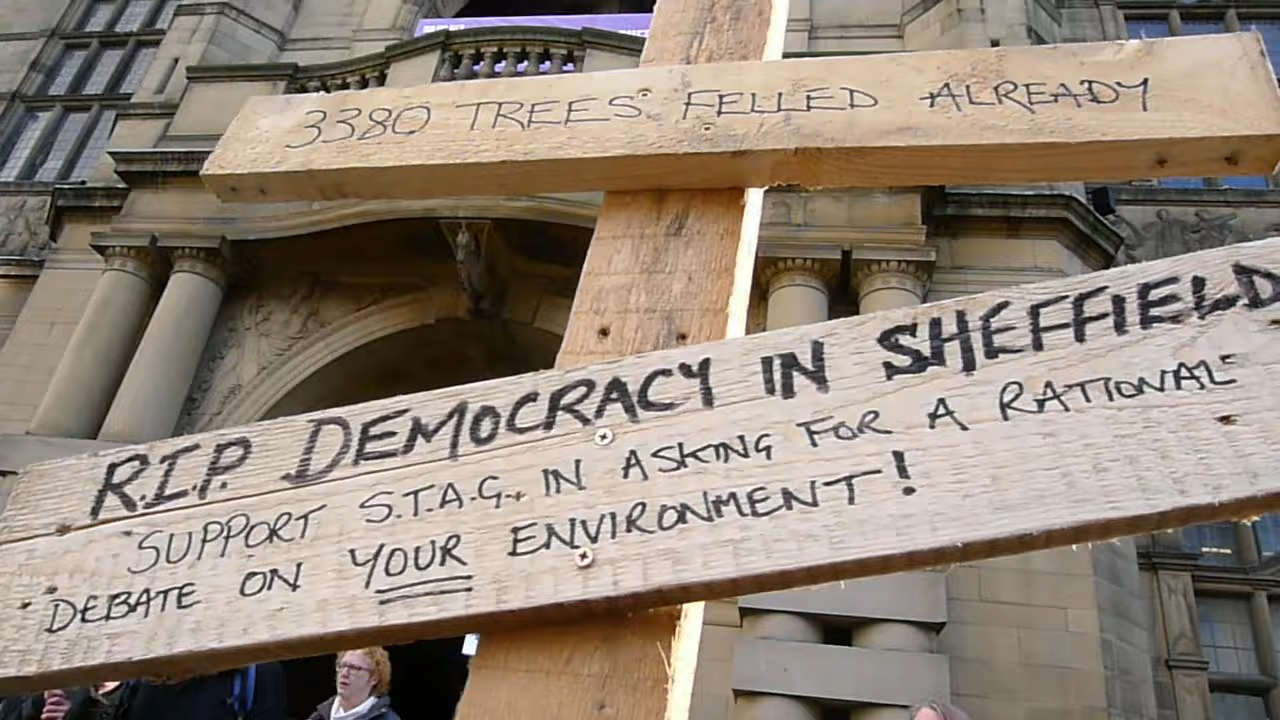 3380 TREES FELLED ALREADY
R.I.P. DEMOCRACY IN SHEFFIELD
SUPPORT S.T.A.G. IN ASKING FOR A RATIONAL
DEBATE ON YOUR ENVIRONMENT!